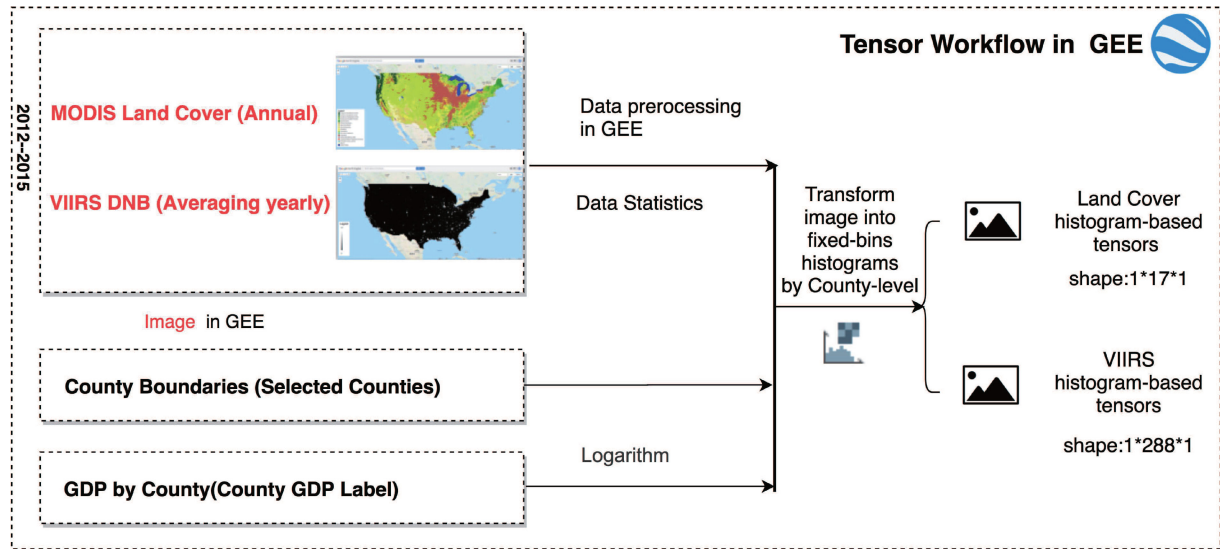 Tensor Workflow in GEE
2012--2015
MODIS Land Cover (Annual)
VIIRS DNB (Averaging yearly)
Image in GEE
County Boundaries (Selected Counties)
GDP by County(County GDP Label)
Data prerocessing
in GEE
Data Statistics
Logarithm
Transform
image into
fixed-bins
histograms
by County-level
Land Cover
histogram-based
tensors
shape:1*17*1
VIIRS
histogram-based
tensors
shape:1*288*1